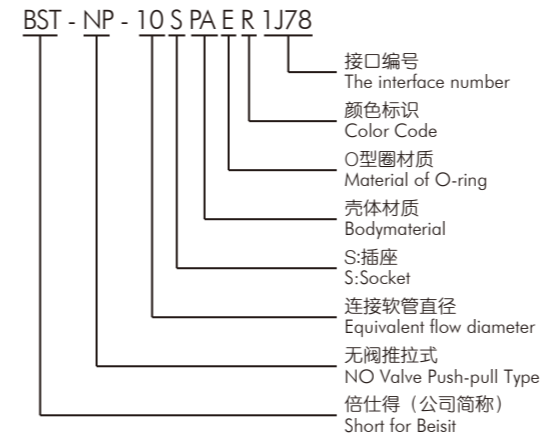 BST - NP - 10 S PA E R 1J78
接口编号
The interface number
颜色标识
Color Code
O型圈材质
Material of O-ring
壳体材质
Bodymaterial
S:插座
S:Socket
连接软管直径
Equivalent flow diameter
无阀推拉式
NO Valve Push-pull Type
倍仕得（公司简称）
Short for Beisit